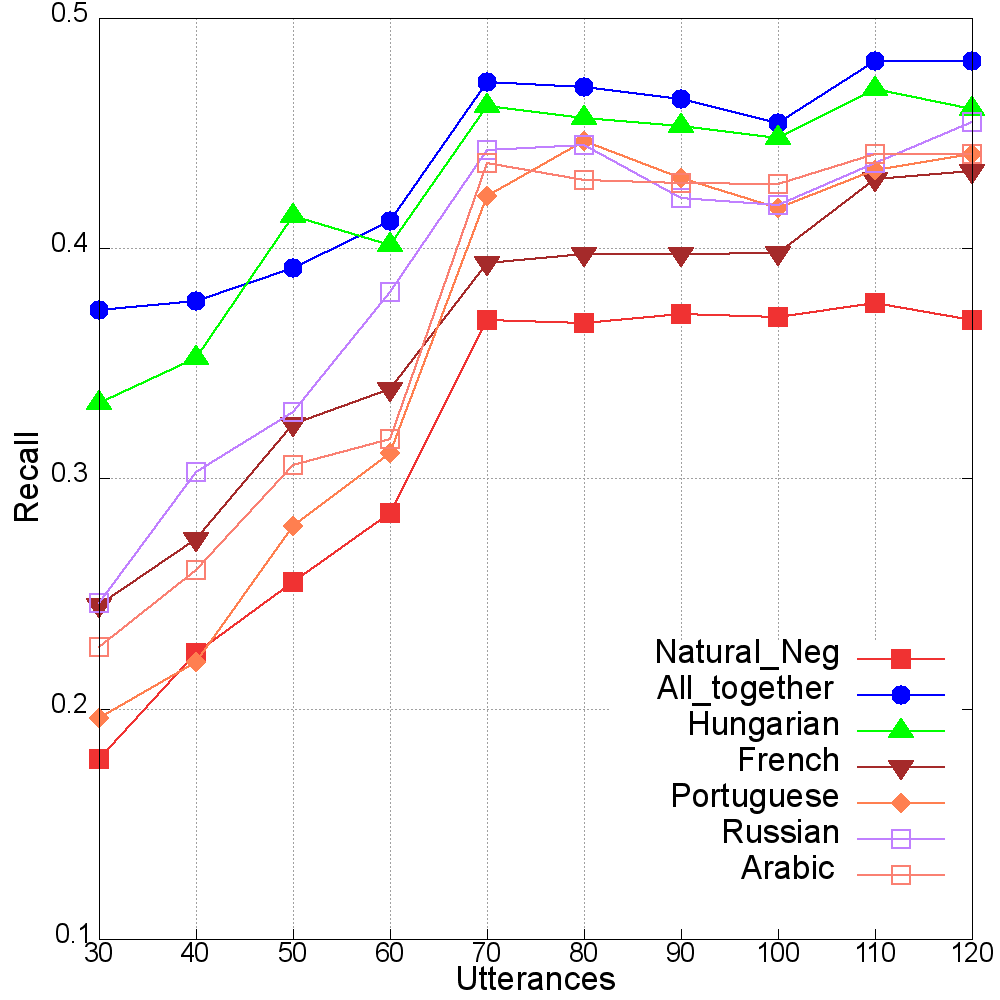 0.5
0.4
0.3
0.2
0.1
Recall
Natural_Neg
All_together
Hungarian
French
Portuguese
Russian
Arabic
30 40 50 60 70 80 90 100 110 120
Utterances